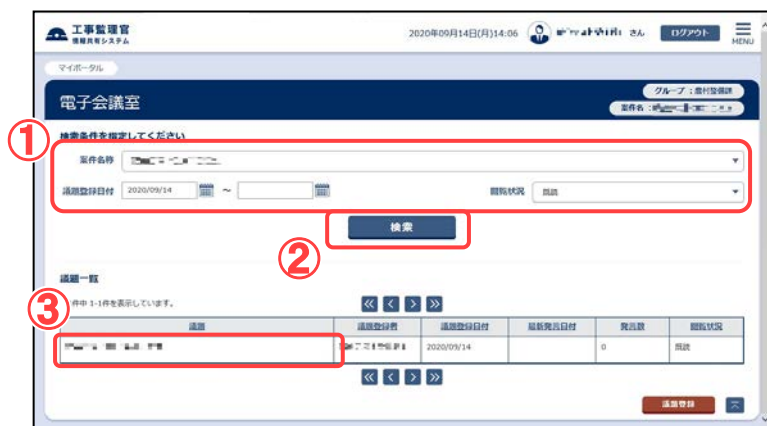 工事監理官
情報共有システム
2020年09月14日(月)14:06
さん
ログアウト
MENU
マイポータル
電子会議室
グループ：農村整備課
案件名：
検索条件を指定してください
①
案件名称
議題登録日付 2020/09/14 ～
閲覧状況 既読
検索
②
議題一覧
件中 1-1件を表示しています。
③
議題 議題登録者 議題登録日付 最新発言日付 発言数 閲覧状況
2020/09/14 0 既読
議題登録